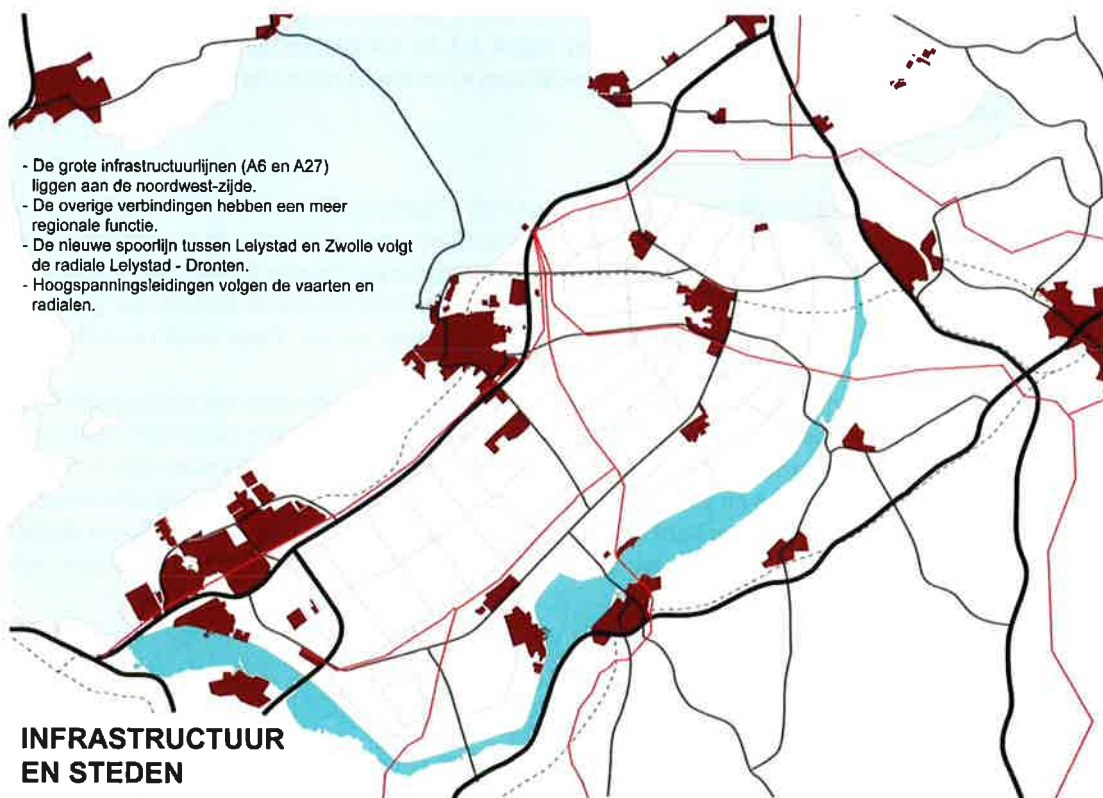 - De grote infrastructuurlijnen (A6 en A27)
liggen aan de noordwest-zijde.
- De overige verbindingen hebben een meer
regionale functie.
- De nieuwe spoorlijn tussen Lelystad en Zwolle volgt
de radiale Lelystad - Dronten.
- Hoogspanningsleidingen volgen de vaarten en
radialen.
INFRASTRUCTUUR
EN STEDEN